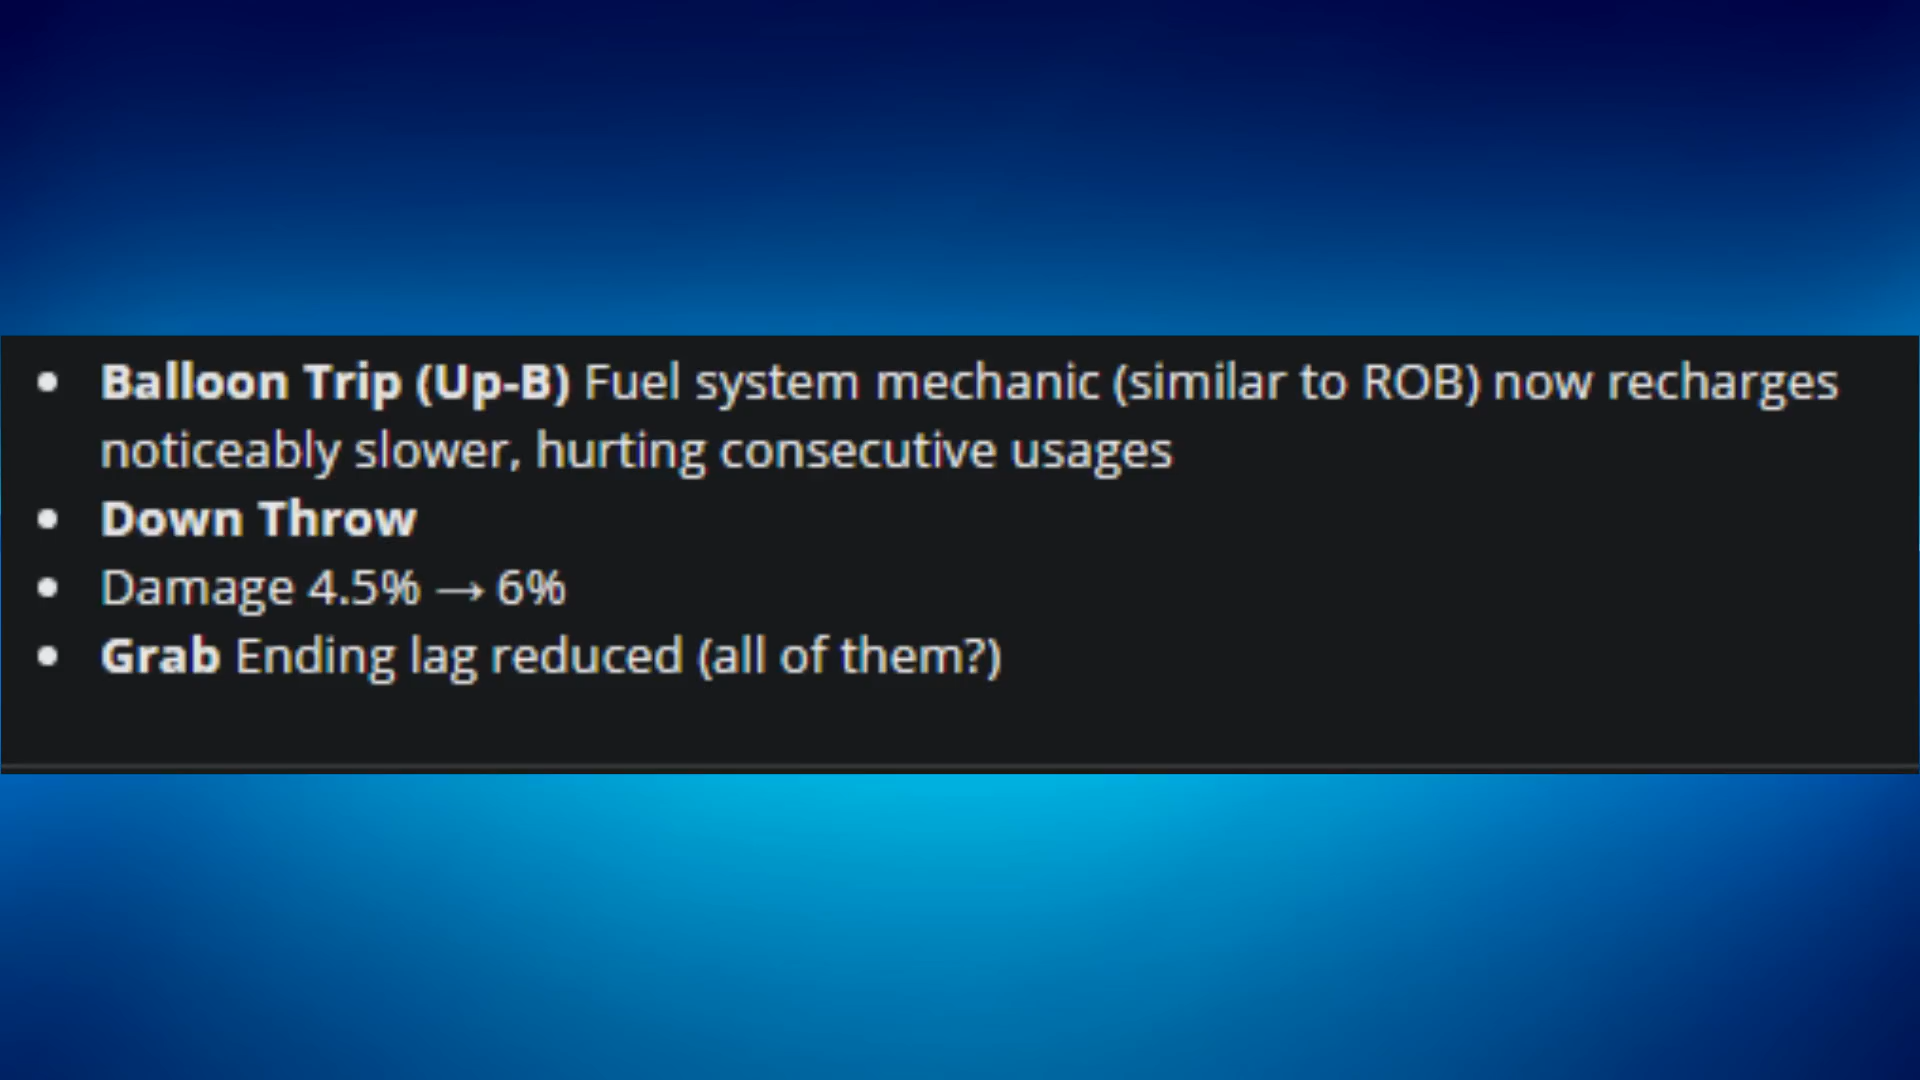 • Balloon Trip (Up-B) Fuel system mechanic (similar to ROB) now recharges
noticeably slower, hurting consecutive usages
• Down Throw
• Damage 4.5% → 6%
• Grab Ending lag reduced (all of them?)